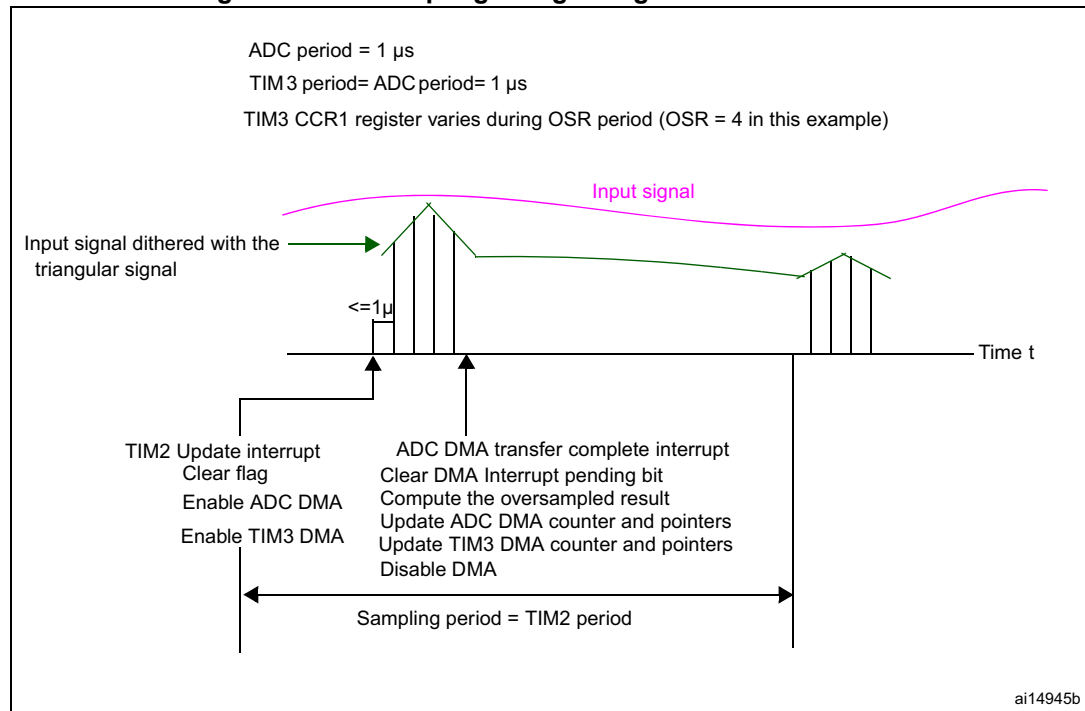 ADC period = 1 µs
TIM3 period= ADC period= 1 µs
TIM3 CCR1 register varies during OSR period (OSR = 4 in this example)
Input signal
Input signal dithered with the
triangular signal
<=1µ
Time t
TIM2 Update interrupt
Clear flag
Enable ADC DMA
Enable TIM3 DMA
ADC DMA transfer complete interrupt
Clear DMA Interrupt pending bit
Compute the oversampled result
Update ADC DMA counter and pointers
Update TIM3 DMA counter and pointers
Disable DMA
Sampling period = TIM2 period
ai14945b